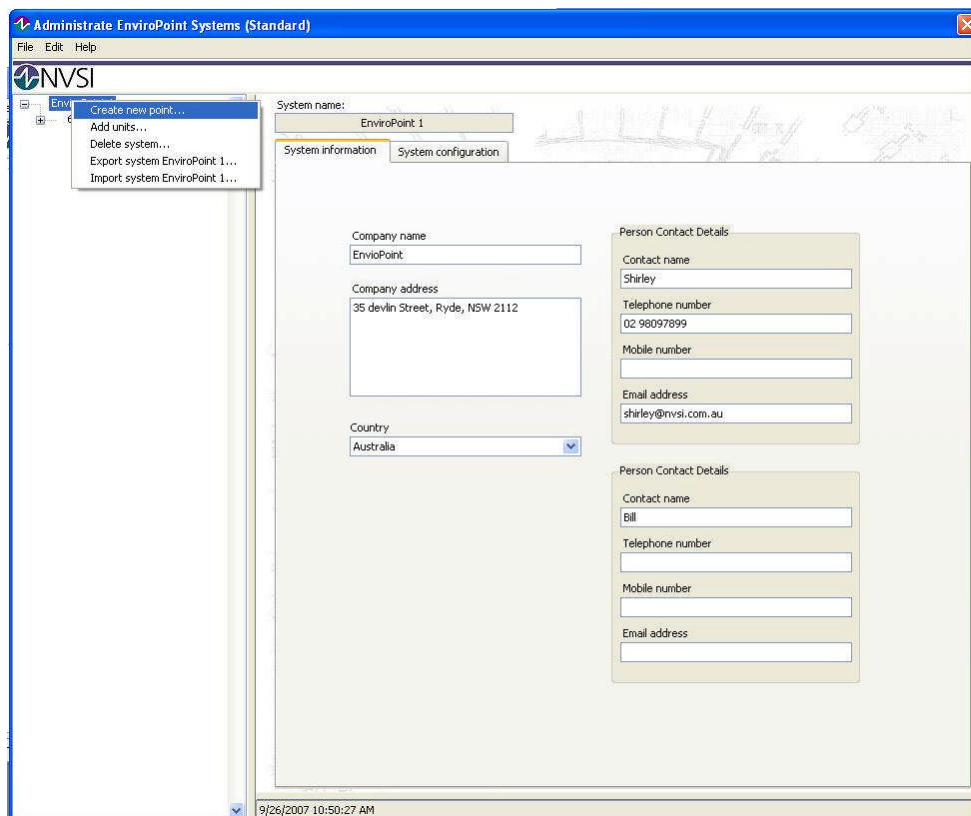 Administrate EnviroPoint Systems (Standard)
File Edit Help
NVSI
Create new point...
Add units...
Delete system...
Export system EnviroPoint 1...
Import system EnviroPoint 1...
System name:
EnviroPoint 1
System information
System configuration
Company name
EnvioPoint
Company address
35 devlin Street, Ryde, NSW 2112
Country
Australia
Person Contact Details
Contact name
Shirley
Telephone number
02 98097899
Mobile number
Email address
shirley@nvsi.com.au
Person Contact Details
Contact name
Bill
Telephone number
Mobile number
Email address
9/26/2007 10:50:27 AM